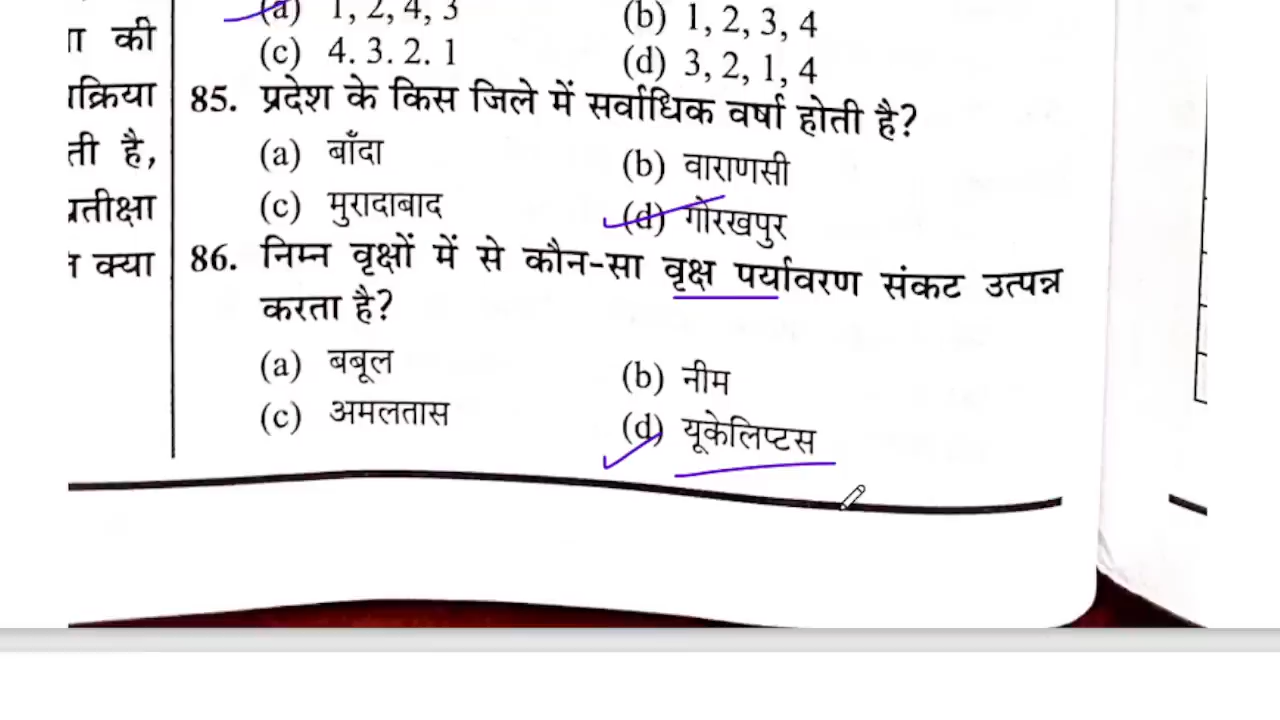 (a) 1, 2, 4, 3 (b) 1, 2, 3, 4
(c) 4. 3. 2. 1 (d) 3, 2, 1, 4
85. प्रदेश के किस जिले में सर्वाधिक वर्षा होती है?
(a) बाँदा (b) वाराणसी
(c) मुरादाबाद (d) गोरखपुर
86. निम्न वृक्षों में से कौन-सा वृक्ष पर्यावरण संकट उत्पन्न
करता है?
(a) बबूल (b) नीम
(c) अमलतास (d) यूकेलिप्टस
की
ती है,
क्या